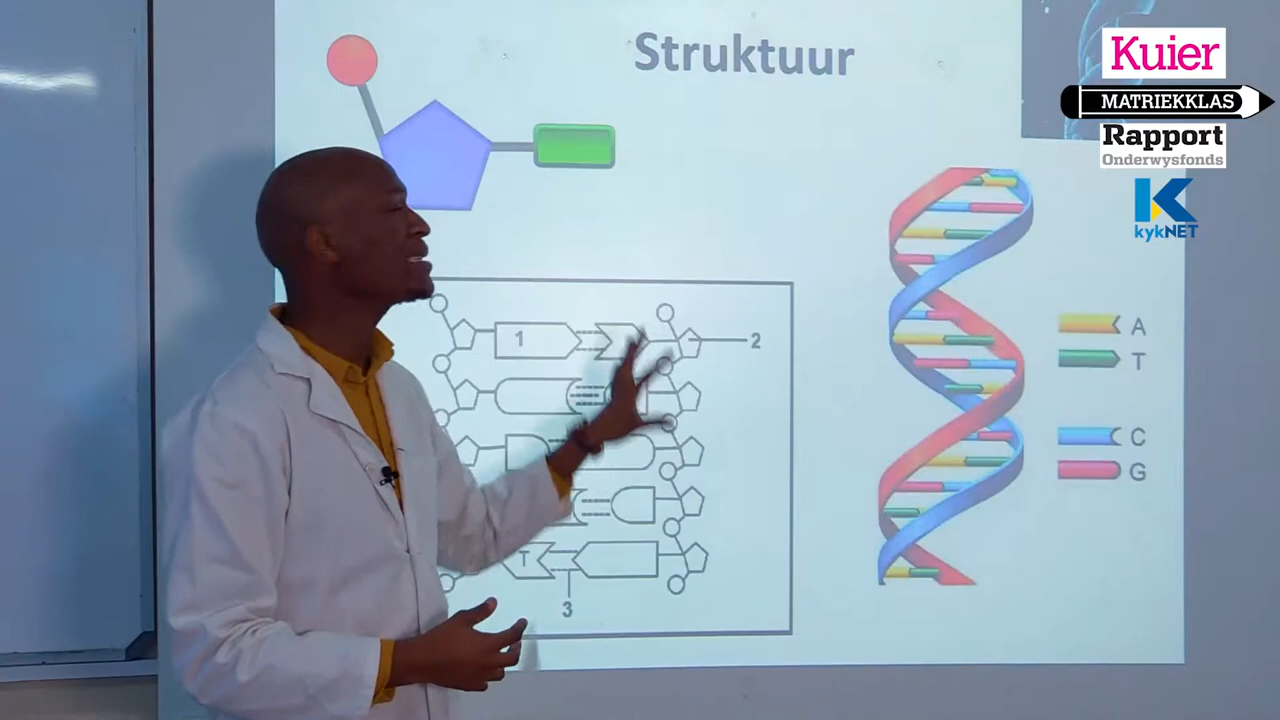 Struktuur
Kuier
MATRIEKKLAS
Rapport
Onderwysfonds
K
kykNET
1
2
A
T
C
G
T
3